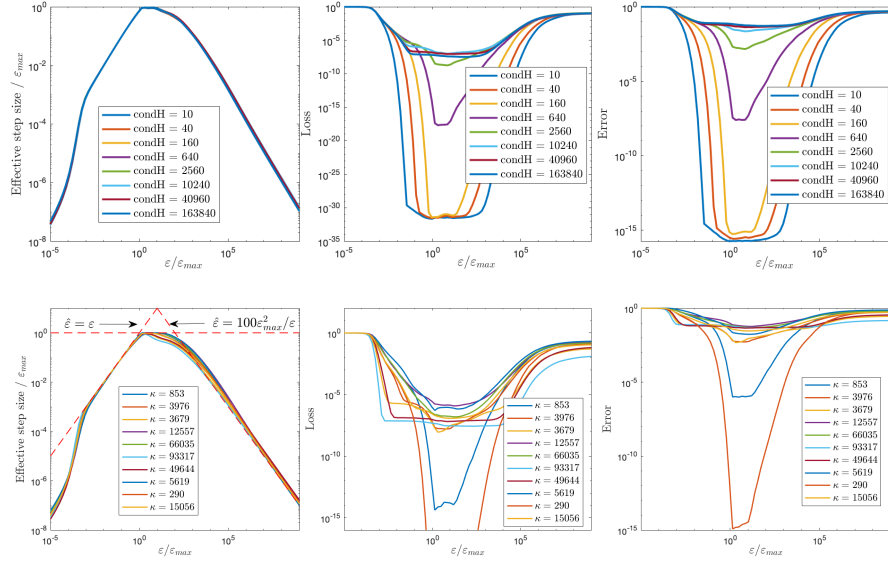 10^0
10^-2
10^-4
10^-6
10^-8
Effective step size / ε_max
condH = 10
condH = 40
condH = 160
condH = 640
condH = 2560
condH = 10240
condH = 40960
condH = 163840
10^-5
10^0
10^5
ε/ε_max
10^0
10^-5
10^-10
10^-15
10^-20
10^-25
10^-30
10^-35
Loss
condH = 10
condH = 40
condH = 160
condH = 640
condH = 2560
condH = 10240
condH = 40960
condH = 163840
10^-5
10^0
10^5
ε/ε_max
10^0
10^-5
10^-10
10^-15
Error
condH = 10
condH = 40
condH = 160
condH = 640
condH = 2560
condH = 10240
condH = 40960
condH = 163840
10^-5
10^0
10^5
ε/ε_max
10^0
10^-2
10^-4
10^-6
10^-8
Effective step size / ε_max
ε̂ = ε
ε̂ = 100ε²_max/ε
κ = 853
κ = 3976
κ = 3679
κ = 12557
κ = 66035
κ = 93317
κ = 49644
κ = 5619
κ = 290
κ = 15056
10^-5
10^0
10^5
ε/ε_max
10^0
10^-5
10^-10
10^-15
Loss
κ = 853
κ = 3976
κ = 3679
κ = 12557
κ = 66035
κ = 93317
κ = 49644
κ = 5619
κ = 290
κ = 15056
10^-5
10^0
10^5
ε/ε_max
10^0
10^-5
10^-10
10^-15
Error
κ = 853
κ = 3976
κ = 3679
κ = 12557
κ = 66035
κ = 93317
κ = 49644
κ = 5619
κ = 290
κ = 15056
10^-5
10^0
10^5
ε/ε_max